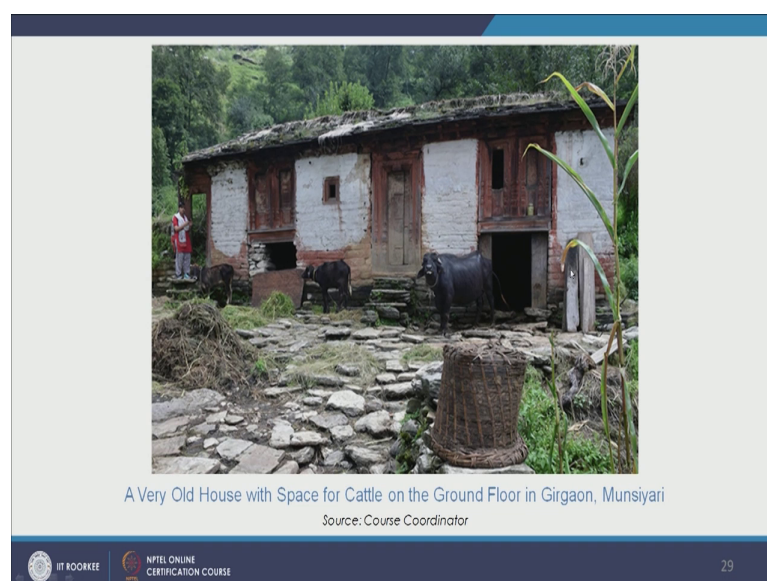 A Very Old House with Space for Cattle on the Ground Floor in Girgaon, Munsiyari
Source: Course Coordinator
IIT ROORKEE
NPTEL ONLINE
CERTIFICATION COURSE
29